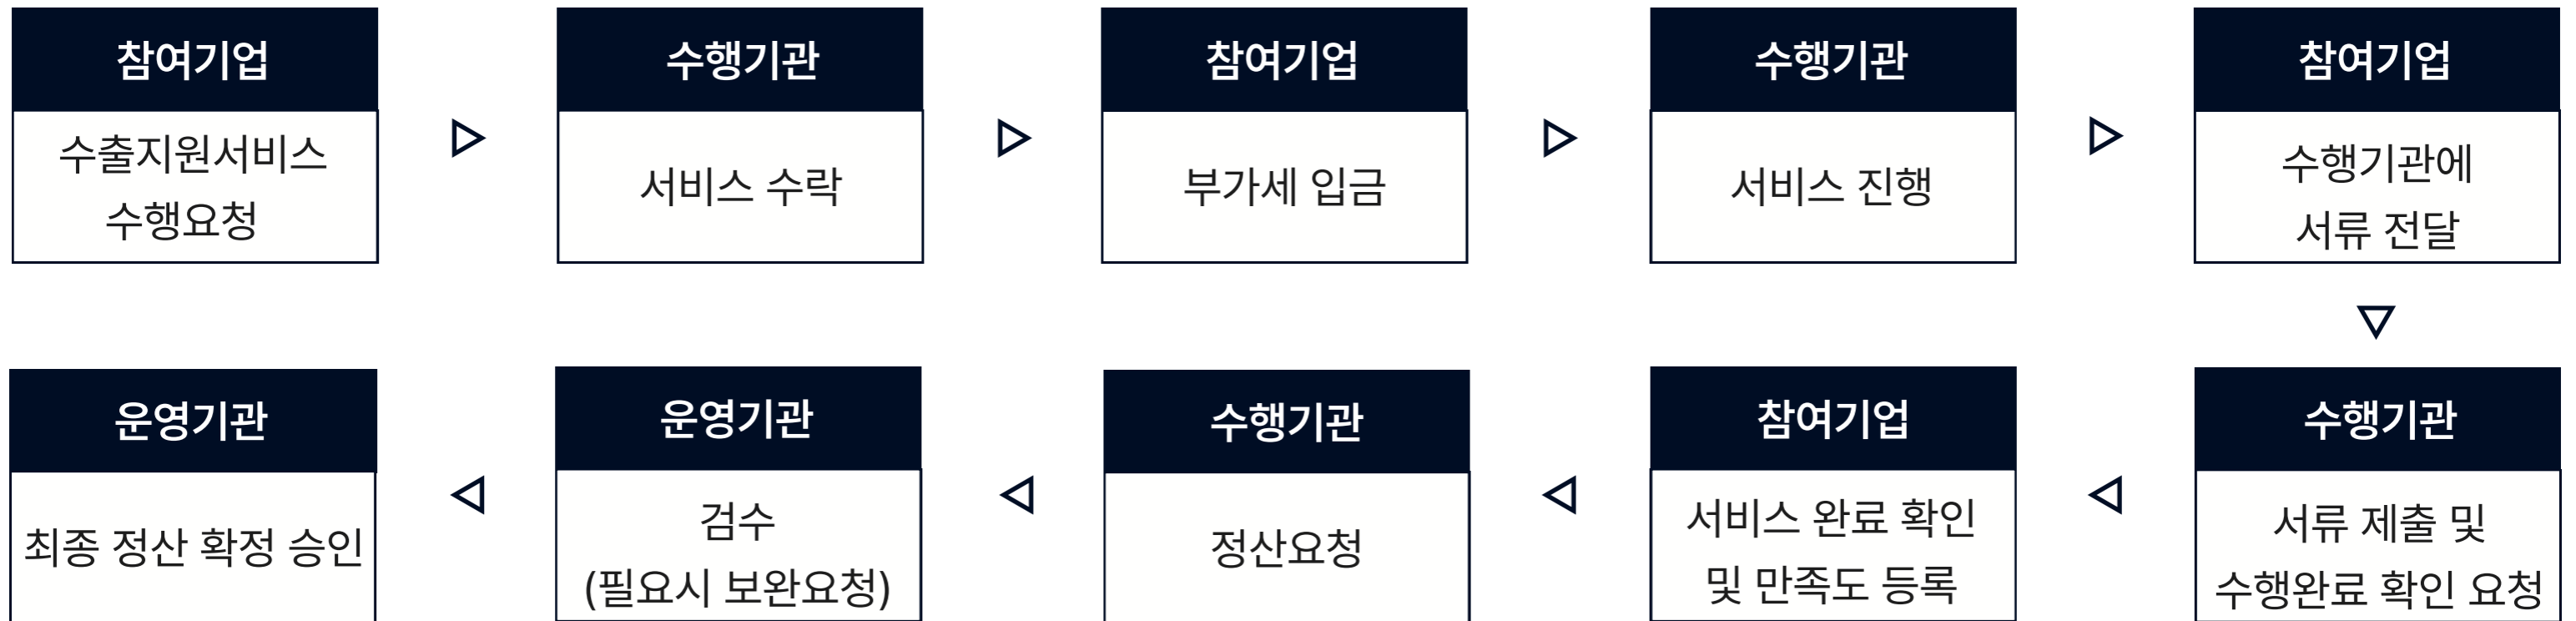 참여기업
수출지원서비스
수행요청
수행기관
서비스 수락
참여기업
부가세 입금
수행기관
서비스 진행
참여기업
수행기관에
서류 전달
수행기관
서류 제출 및
수행완료 확인 요청
참여기업
서비스 완료 확인
및 만족도 등록
수행기관
정산요청
운영기관
검수
(필요시 보완요청)
운영기관
최종 정산 확정 승인